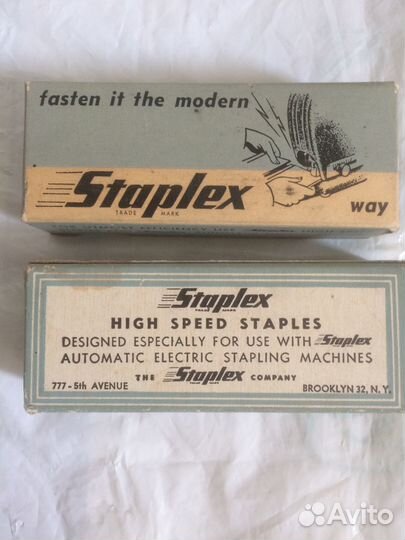 fasten it the modern
Staplex
TRADE MARK
way
Staplex
TRADE MARK
HIGH SPEED STAPLES
DESIGNED ESPECIALLY FOR USE WITH Staplex
AUTOMATIC ELECTRIC STAPLING MACHINES
THE Staplex COMPANY
777 - 5th AVENUE BROOKLYN 32, N. Y.
Avito